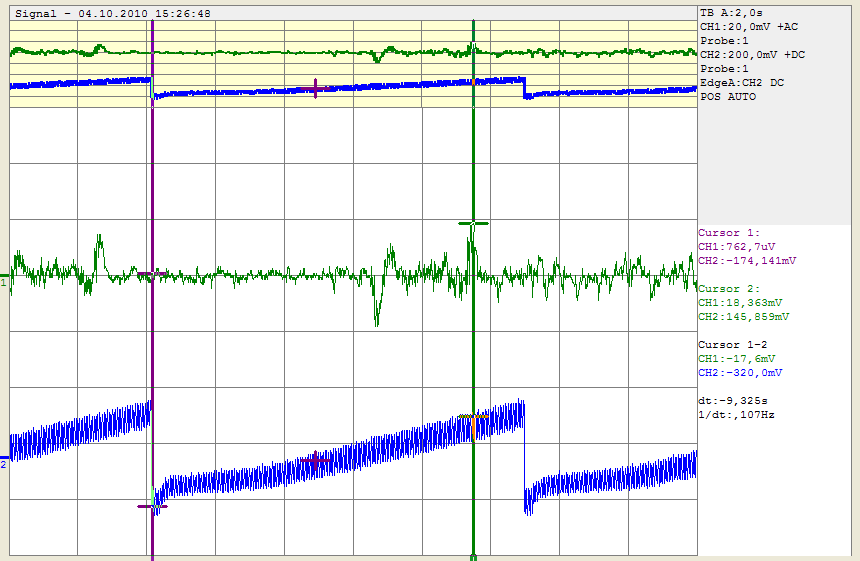 Signal - 04.10.2010 15:26:48
TB A:2,0s
CH1:20,0mV +AC
Probe:1
CH2:200,0mV +DC
Probe:1
EdgeA:CH2 DC
POS AUTO
Cursor 1:
CH1:762,7uV
CH2:-174,141mV
Cursor 2:
CH1:18,363mV
CH2:145,859mV
Cursor 1-2
CH1:-17,6mV
CH2:-320,0mV
dt:-9,325s
1/dt:,107Hz
1
2